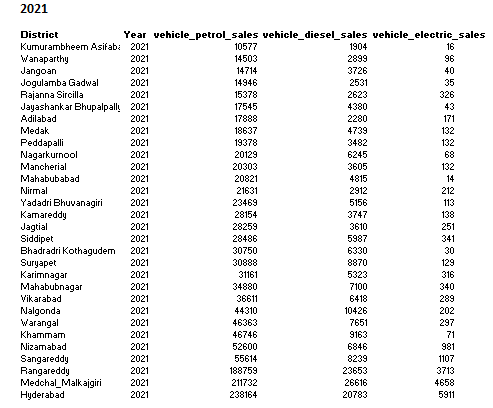 2021
District Year vehicle_petrol_sales vehicle_diesel_sales vehicle_electric_sales
Kumurambheem Asifaba 2021 10577 1904 16
Wanaparthy 2021 14503 2899 96
Jangoan 2021 14714 3726 40
Jogulamba Gadwal 2021 14946 2531 35
Rajanna Sircilla 2021 15378 2623 326
Jayashankar Bhupalpally 2021 17545 4380 43
Adilabad 2021 17888 2280 171
Medak 2021 18637 4739 132
Peddapalli 2021 19378 3482 132
Nagarkurnool 2021 20129 6245 68
Mancherial 2021 20303 3605 132
Mahabubabad 2021 20821 4815 14
Nirmal 2021 21631 2912 212
Yadadri Bhuvanagiri 2021 23469 5156 113
Kamareddy 2021 28154 3747 138
Jagtial 2021 28259 3610 251
Siddipet 2021 28486 5987 341
Bhadradri Kothagudem 2021 30750 6330 30
Suryapet 2021 30888 8870 129
Karimnagar 2021 31161 5323 316
Mahabubnagar 2021 34880 7100 340
Vikarabad 2021 36611 6418 289
Nalgonda 2021 44310 10426 202
Warangal 2021 46363 7651 297
Khammam 2021 46746 9163 71
Nizamabad 2021 52600 6846 981
Sangareddy 2021 55614 8239 1107
Rangareddy 2021 188759 23653 3713
Medchal_Malkajgiri 2021 211732 26616 4658
Hyderabad 2021 238164 20783 5911